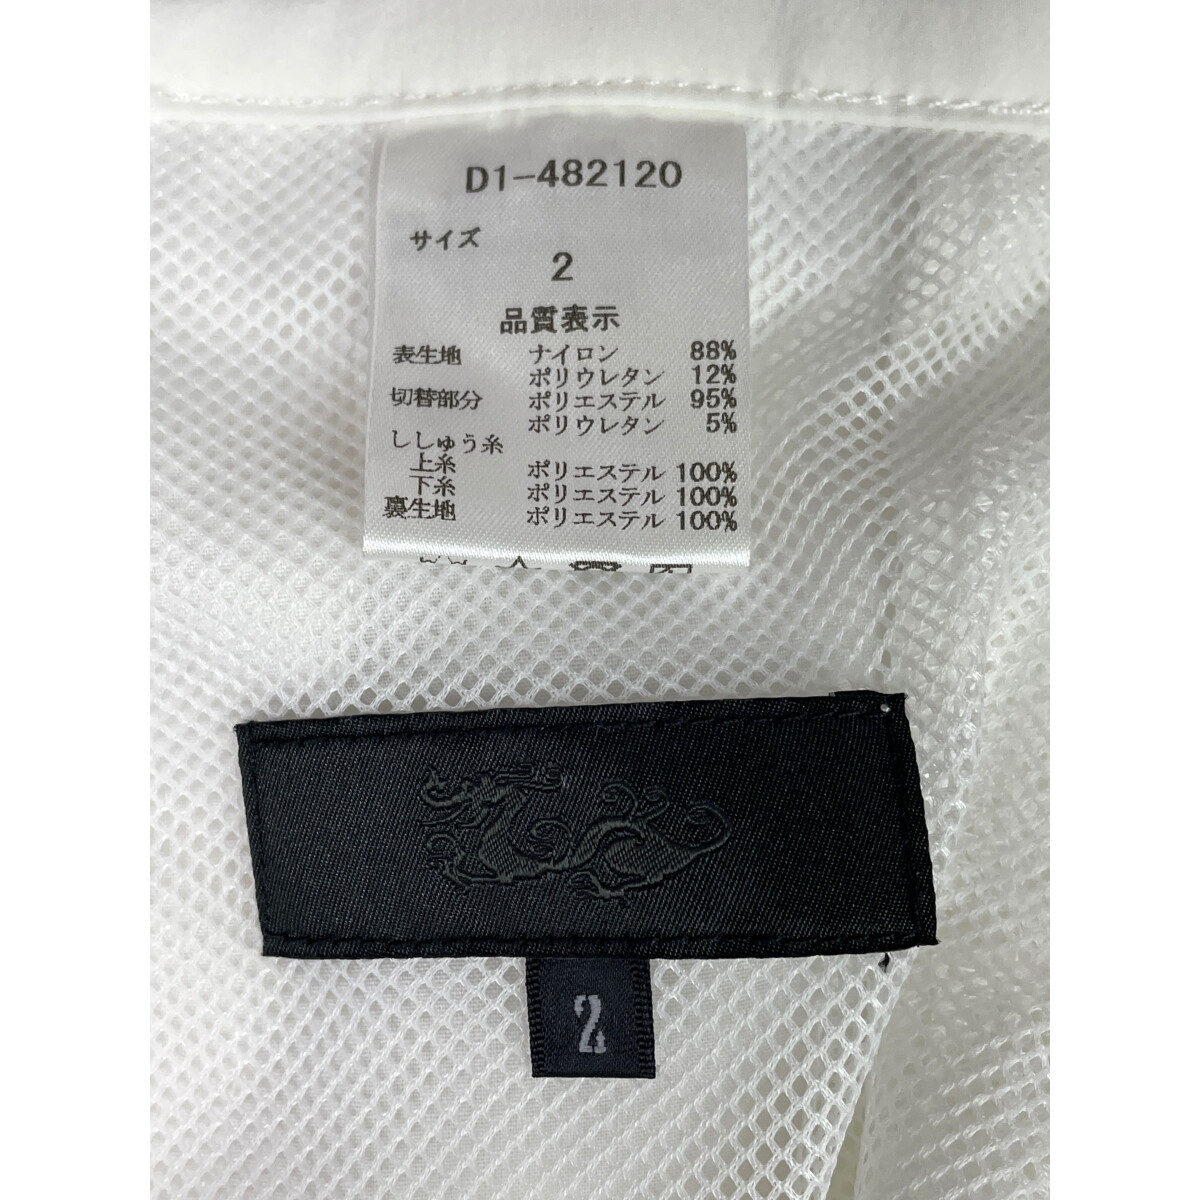 D1-482120
サイズ
2
品質表示
表生地 ナイロン 88%
ポリウレタン 12%
切替部分 ポリエステル 95%
ポリウレタン 5%
ししゅう糸
上糸 ポリエステル 100%
下糸 ポリエステル 100%
裏生地 ポリエステル 100%
2